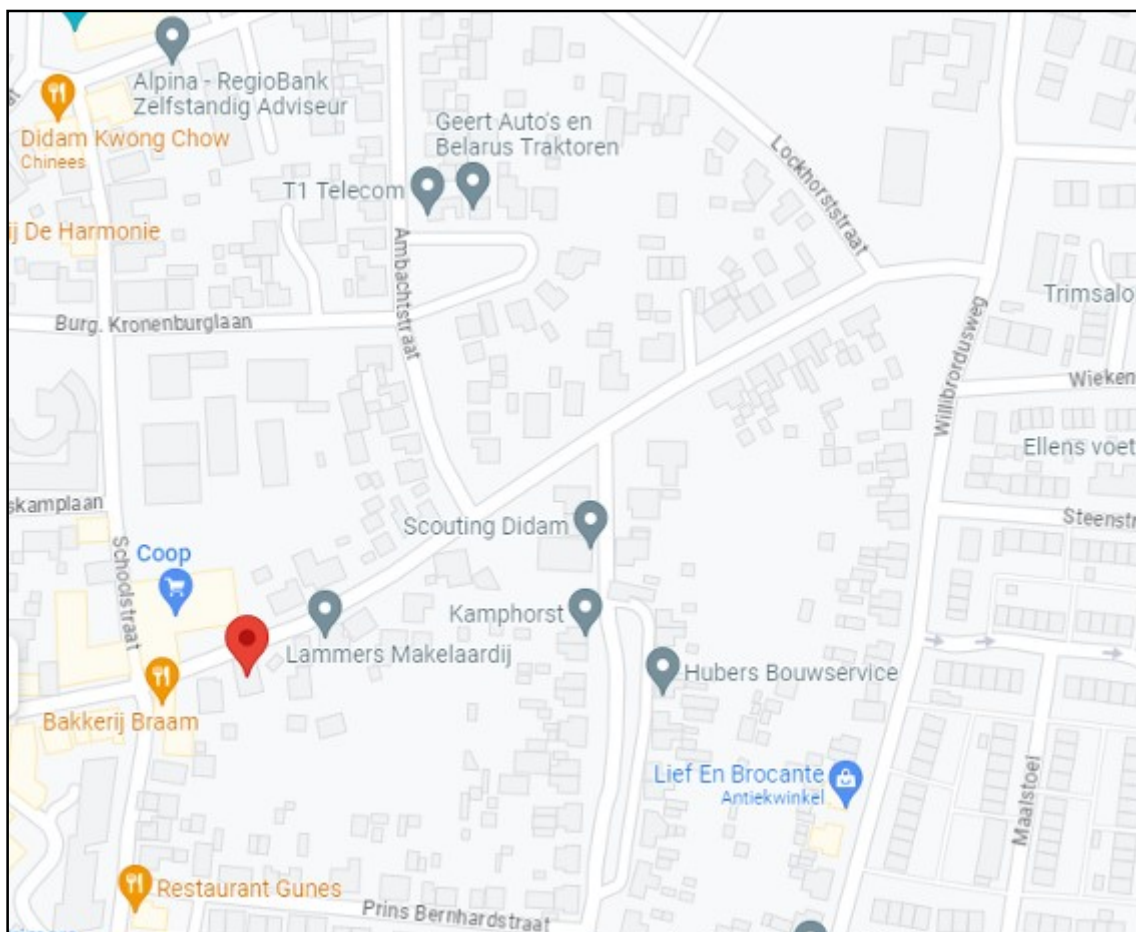 Alpina - RegioBank
Zelfstandig Adviseur
Didam Kwong Chow
Chinees
Geert Auto's en
Belarus Traktoren
T1 Telecom
Lockhorststraat
ij De Harmonie
Ambachtstraat
Burg. Kronenburglaan
Trimsalo
Willibrordusweg
Wieken
Ellens voet
skamplaan
Scouting Didam
Steenstr
Schoolstraat
Coop
Kamphorst
Lammers Makelaardij
Hubers Bouwservice
Bakkerij Braam
Lief En Brocante
Antiekwinkel
Maalstoel
Restaurant Gunes
Prins Bernhardstraat